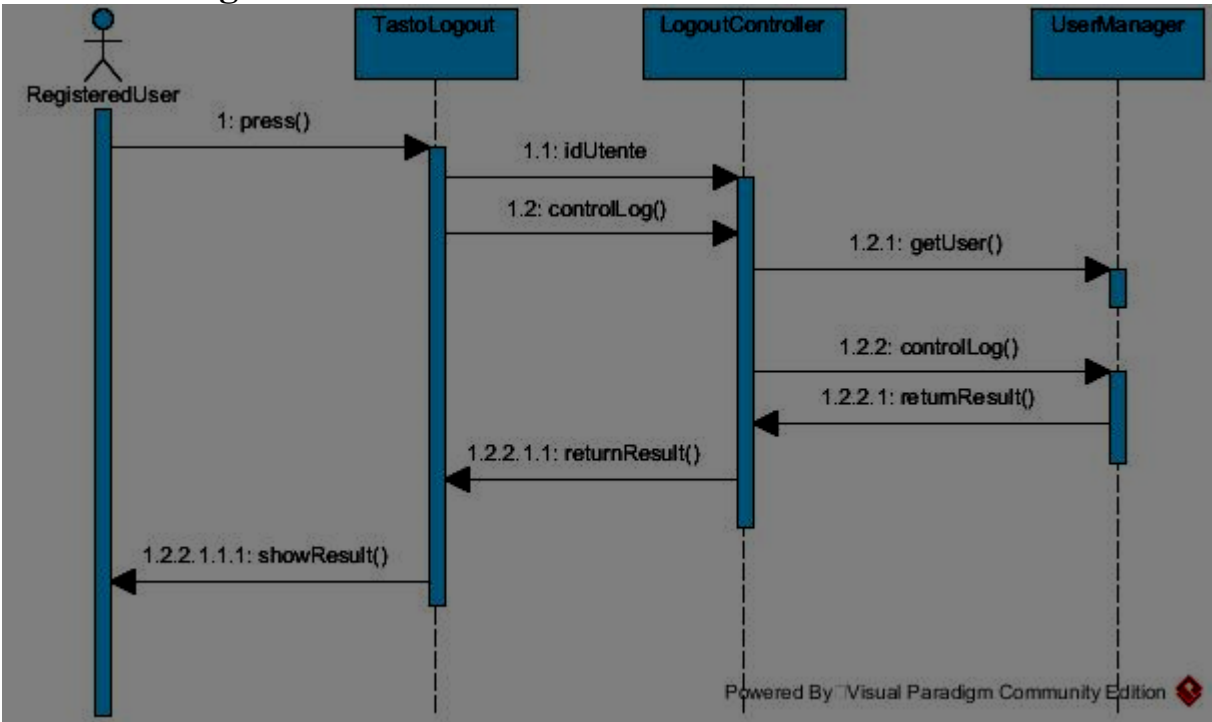 TastoLogout
LogoutController
UserManager
RegisteredUser
1: press()
1.1: idUtente
1.2: controlLog()
1.2.1: getUser()
1.2.2: controlLog()
1.2.2.1: returnResult()
1.2.2.1.1: returnResult()
1.2.2.1.1.1: showResult()
Powered By Visual Paradigm Community Edition